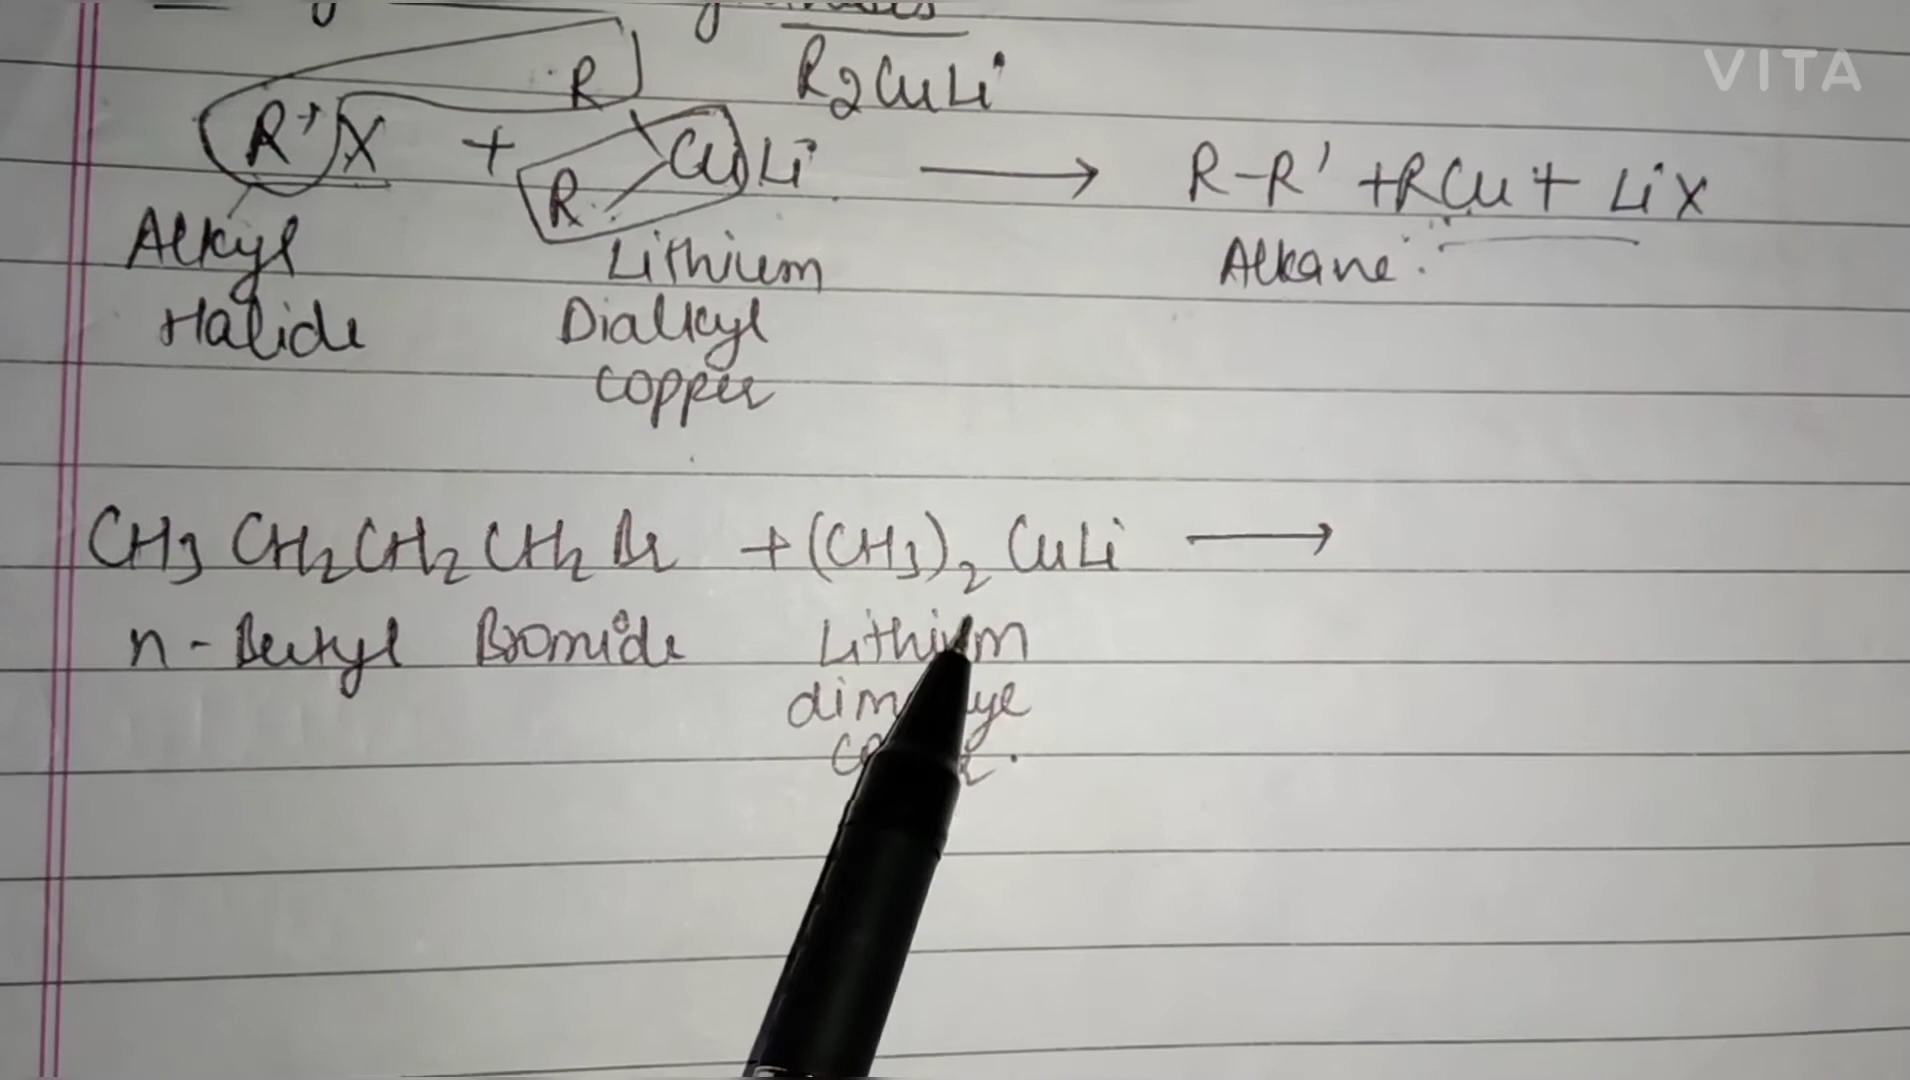 R2CuLi
VITA
R
R'X + CuLi → R-R' + RCu + LiX
R
Alkyl Lithium Alkane
Halide Dialkyl
copper
CH3CH2CH2CH2Br + (CH3)2CuLi →
n-Butyl Bromide Lithium